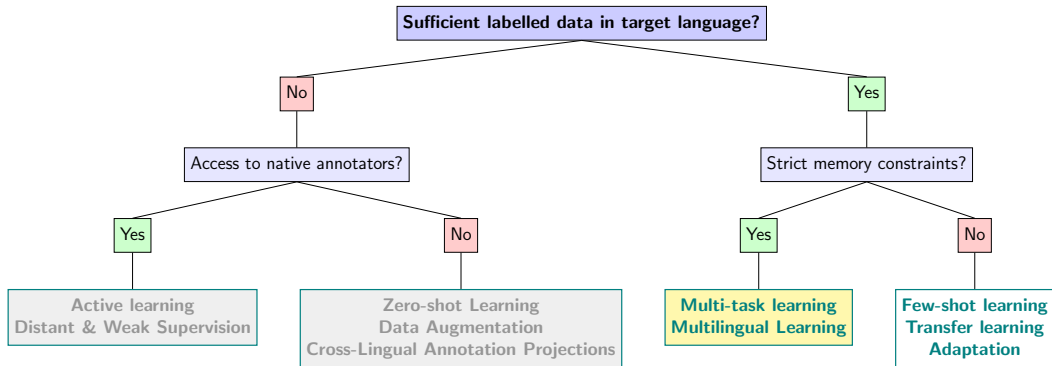 Sufficient labelled data in target language?
No
Yes
Access to native annotators?
Strict memory constraints?
Yes
No
Yes
No
Active learning
Distant & Weak Supervision
Zero-shot Learning
Data Augmentation
Cross-Lingual Annotation Projections
Multi-task learning
Multilingual Learning
Few-shot learning
Transfer learning
Adaptation